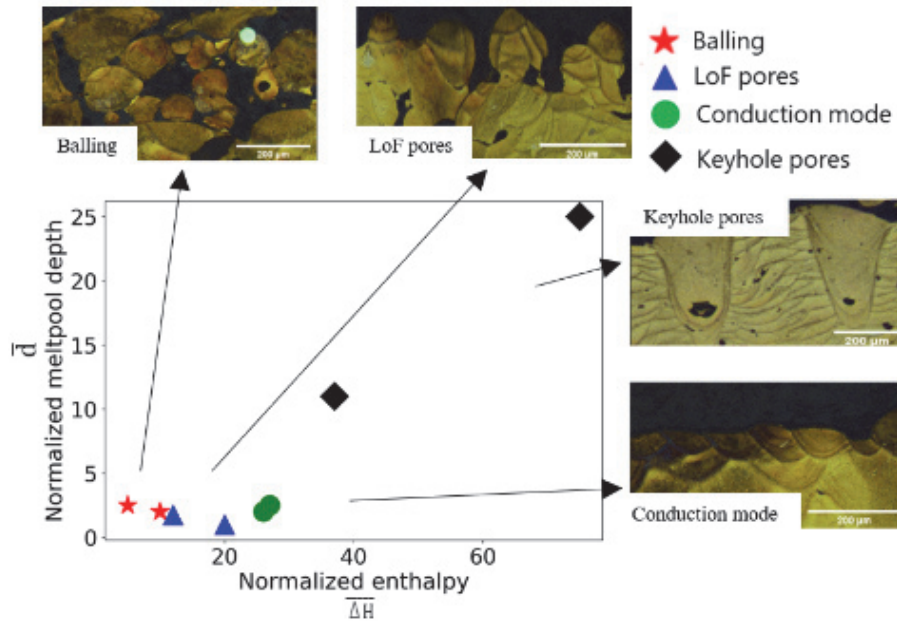 Balling
LoF pores
Conduction mode
Keyhole pores
200 μm
Balling
200 μm
LoF pores
Keyhole pores
200 μm
200 μm
Conduction mode
25
20
15
10
5
0
d
Normalized meltpool depth
20
40
60
Normalized enthalpy
ΔH